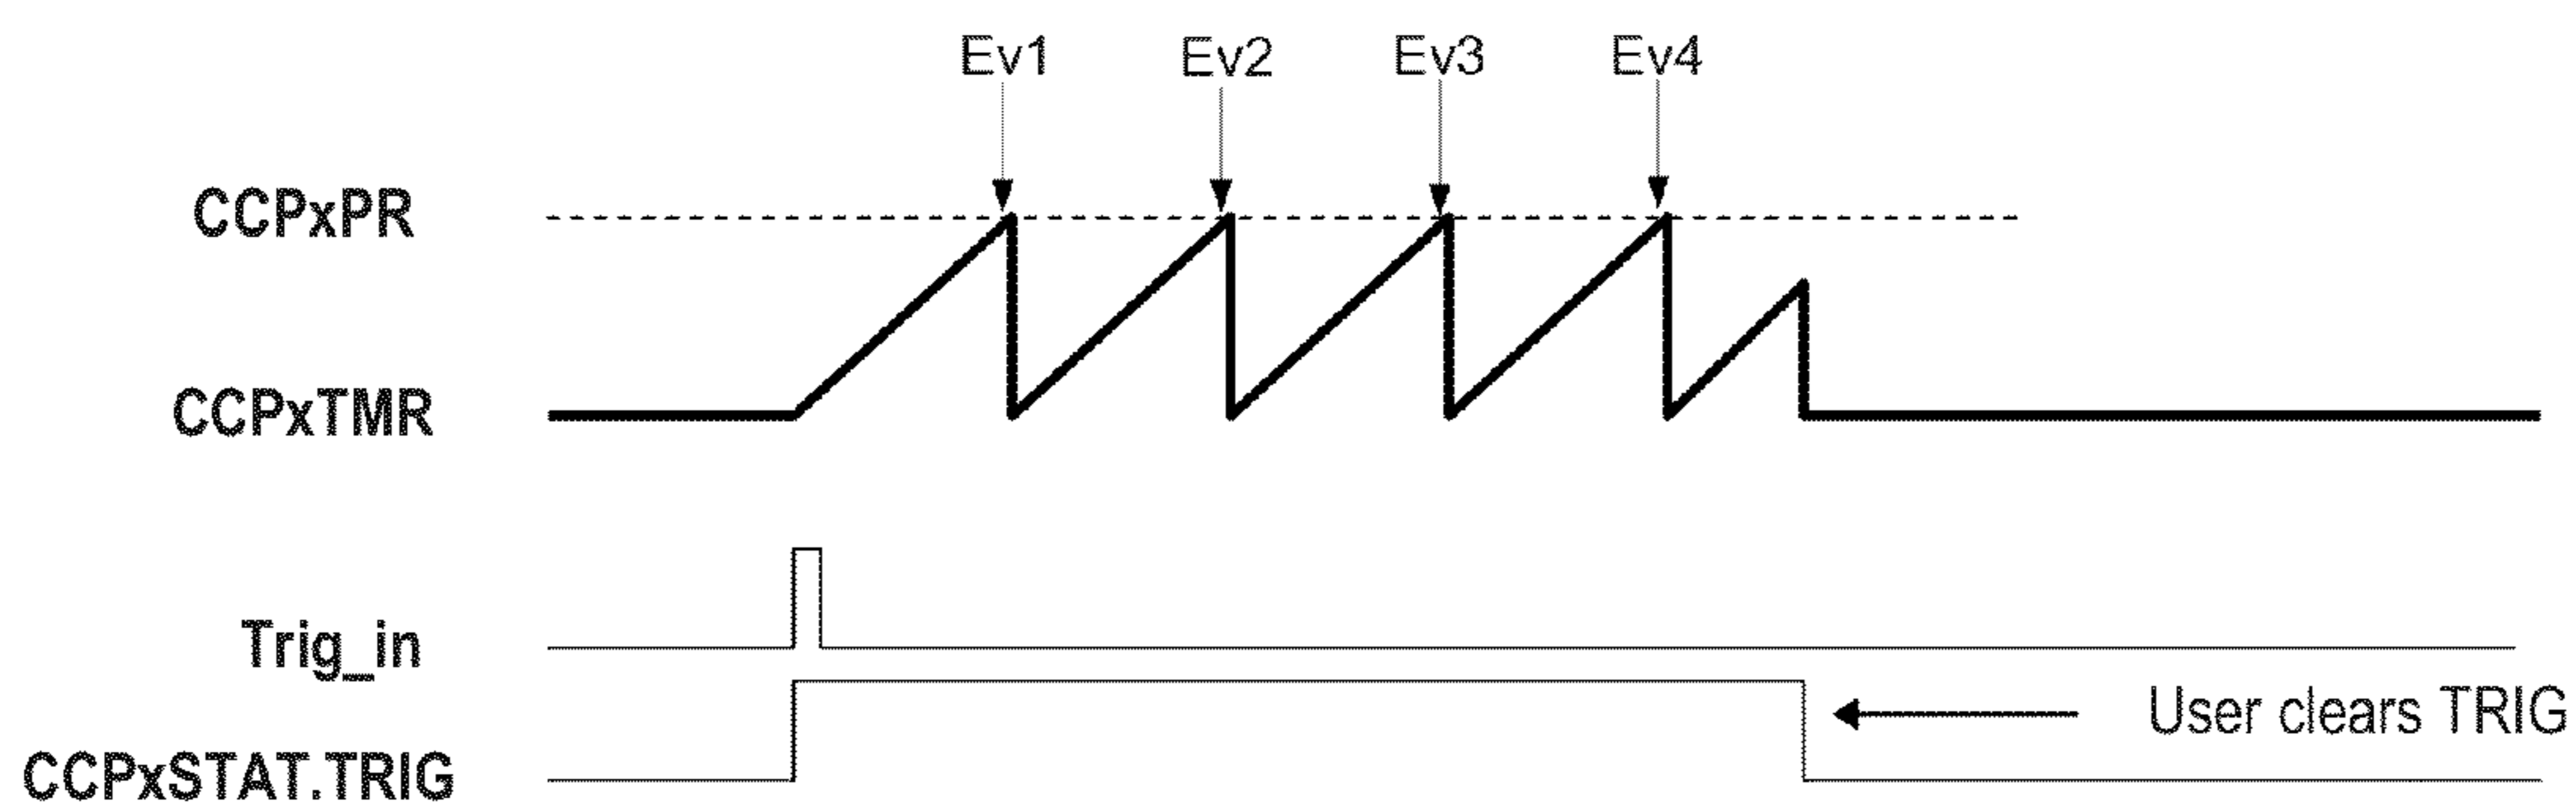 Ev1 Ev2 Ev3 Ev4
CCPxPR
CCPxTMR
Trig_in
User clears TRIG
CCPxSTAT.TRIG